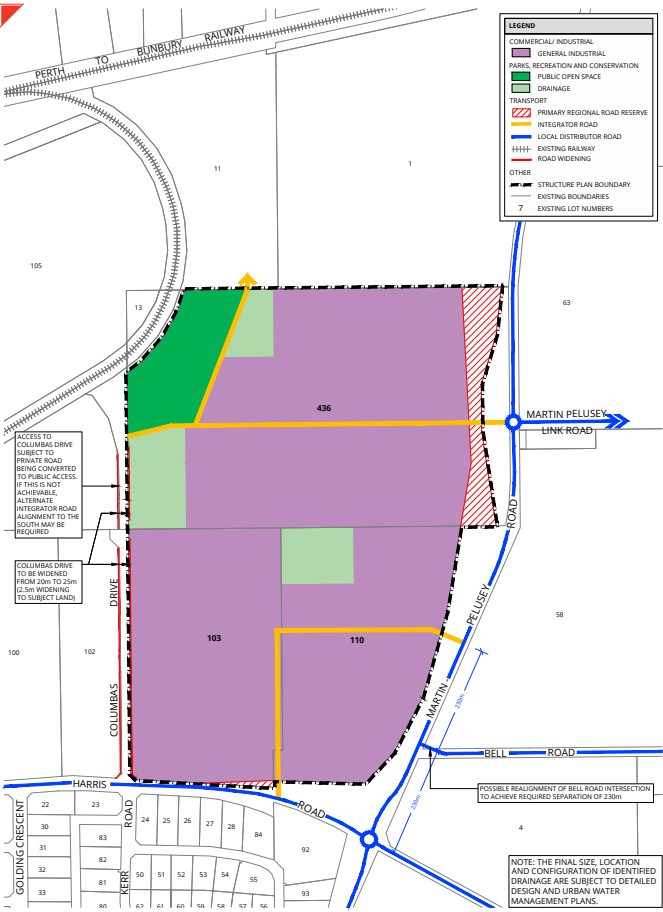 LEGEND
COMMERCIAL/ INDUSTRIAL
GENERAL INDUSTRIAL
PARKS, RECREATION AND CONSERVATION
PUBLIC OPEN SPACE
DRAINAGE
TRANSPORT
PRIMARY REGIONAL ROAD RESERVE
INTEGRATOR ROAD
LOCAL DISTRIBUTOR ROAD
EXISTING RAILWAY
ROAD WIDENING
OTHER
STRUCTURE PLAN BOUNDARY
EXISTING BOUNDARIES
7 EXISTING LOT NUMBERS
PERTH TO BUNBURY RAILWAY
11
1
105
13
63
436
MARTIN PELUSEY
LINK ROAD
ACCESS TO
COLUMBAS DRIVE
SUBJECT TO
PRIVATE ROAD
BEING CONVERTED
TO PUBLIC ACCESS.
IF THIS IS NOT
ACHIEVABLE,
ALTERNATE
INTEGRATOR ROAD
ALIGNMENT TO THE
SOUTH MAY BE
REQUIRED
COLUMBAS DRIVE
TO BE WIDENED
FROM 20m TO 25m
(2.5m WIDENING
TO SUBJECT LAND)
MARTIN PELUSEY ROAD
58
COLUMBAS DRIVE
100
102
103
110
230m
230m
BELL ROAD
POSSIBLE REALIGNMENT OF BELL ROAD INTERSECTION
TO ACHIEVE REQUIRED SEPARATION OF 230m
HARRIS ROAD
GOLDING CRESCENT
KERR ROAD
22
23
24
25
26
27
28
84
92
30
83
31
82
32
81
33
80
50
51
52
53
54
55
93
62
61
60
59
58
57
56
4
NOTE: THE FINAL SIZE, LOCATION
AND CONFIGURATION OF IDENTIFIED
DRAINAGE ARE SUBJECT TO DETAILED
DESIGN AND URBAN WATER
MANAGEMENT PLANS.